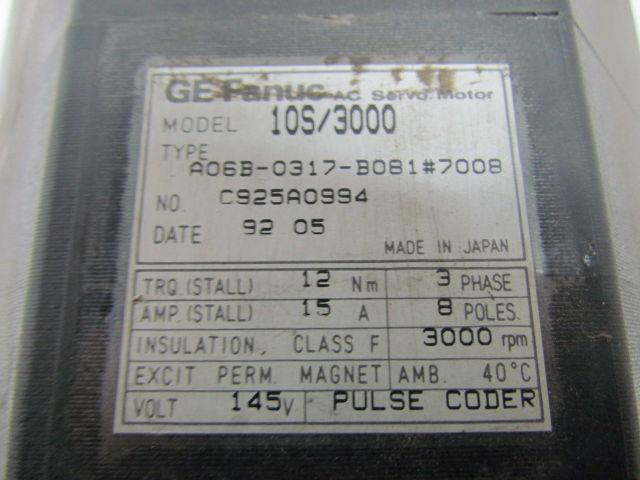 GE Fanuc AC Servo Motor
MODEL 10S/3000
TYPE A06B-0317-B081#7008
NO. C925A0994
DATE 92 05
MADE IN JAPAN
TRQ.(STALL) 12 Nm 3 PHASE
AMP.(STALL) 15 A 8 POLES.
INSULATION. CLASS F 3000 rpm
EXCIT PERM. MAGNET AMB. 40°C
VOLT 145V PULSE CODER